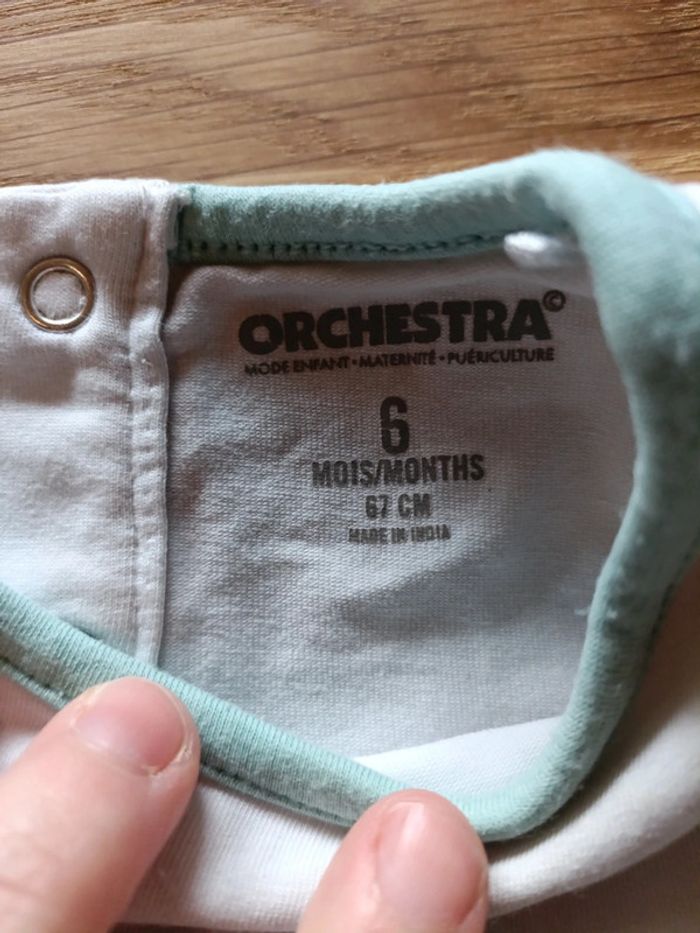 ORCHESTRA©
MODE ENFANT • MATERNITÉ • PUÉRICULTURE
6
MOIS/MONTHS
67 CM
MADE IN INDIA